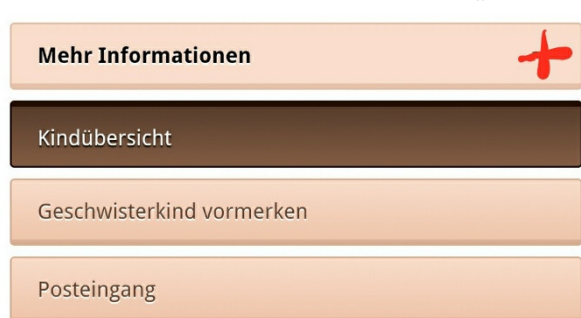 Mehr Informationen
Kindübersicht
Geschwisterkind vormerken
Posteingang